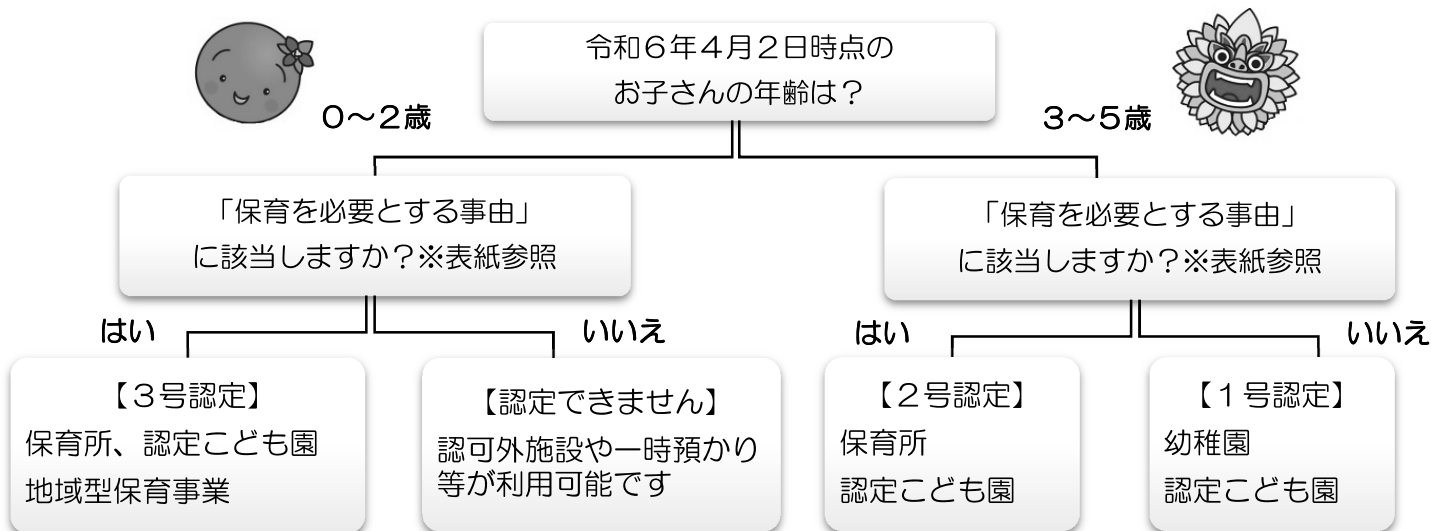 令和６年４月２日時点の
お子さんの年齢は？
０～２歳
３～５歳
「保育を必要とする事由」
に該当しますか？※表紙参照
「保育を必要とする事由」
に該当しますか？※表紙参照
はい
いいえ
はい
いいえ
【３号認定】
保育所、認定こども園
地域型保育事業
【認定できません】
認可外施設や一時預かり
等が利用可能です
【２号認定】
保育所
認定こども園
【１号認定】
幼稚園
認定こども園